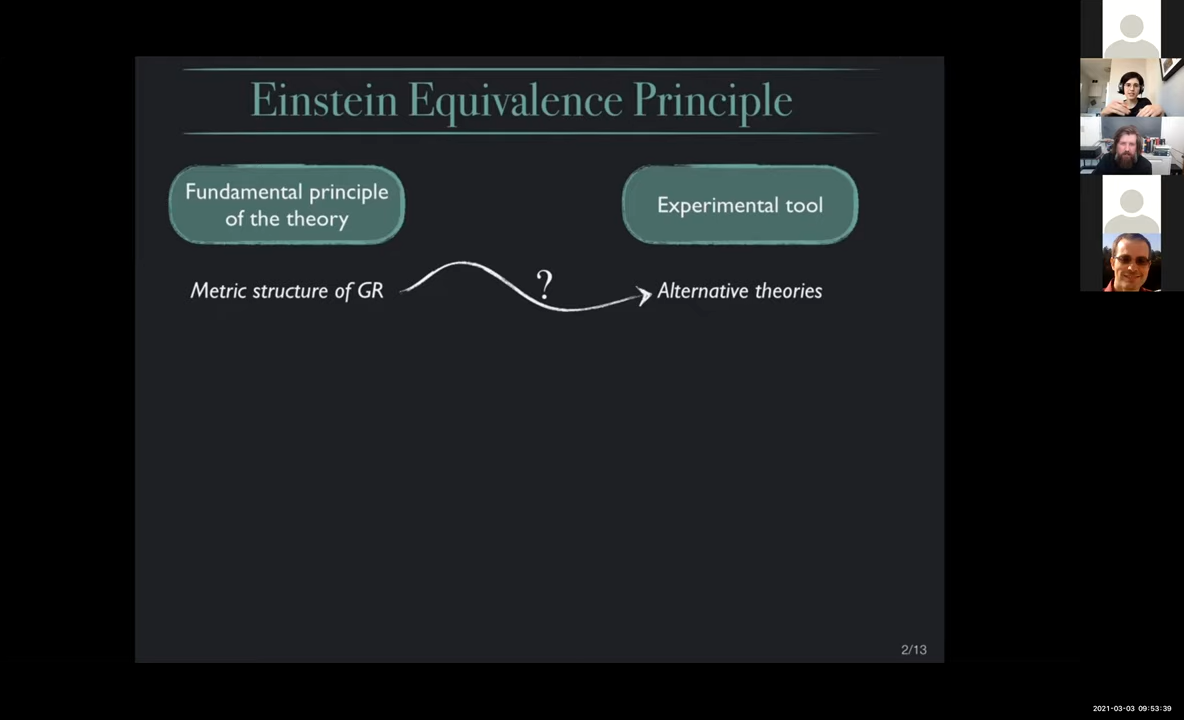 Einstein Equivalence Principle
Fundamental principle
of the theory
Experimental tool
Metric structure of GR
?
Alternative theories
2/13
2021-03-03 09:53:39